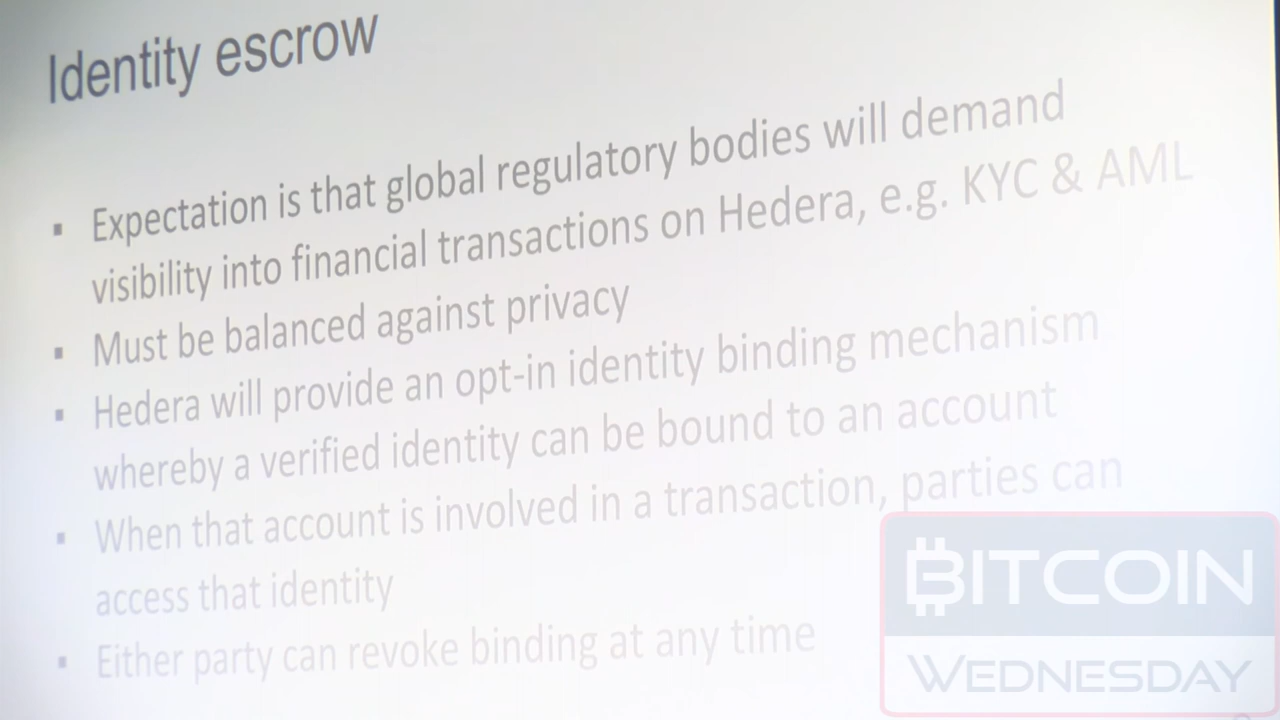 Identity escrow
▪ Expectation is that global regulatory bodies will demand
visibility into financial transactions on Hedera, e.g. KYC & AML
▪ Must be balanced against privacy
▪ Hedera will provide an opt-in identity binding mechanism
whereby a verified identity can be bound to an account
▪ When that account is involved in a transaction, parties can
access that identity
▪ Either party can revoke binding at any time
BITCOIN
WEDNESDAY